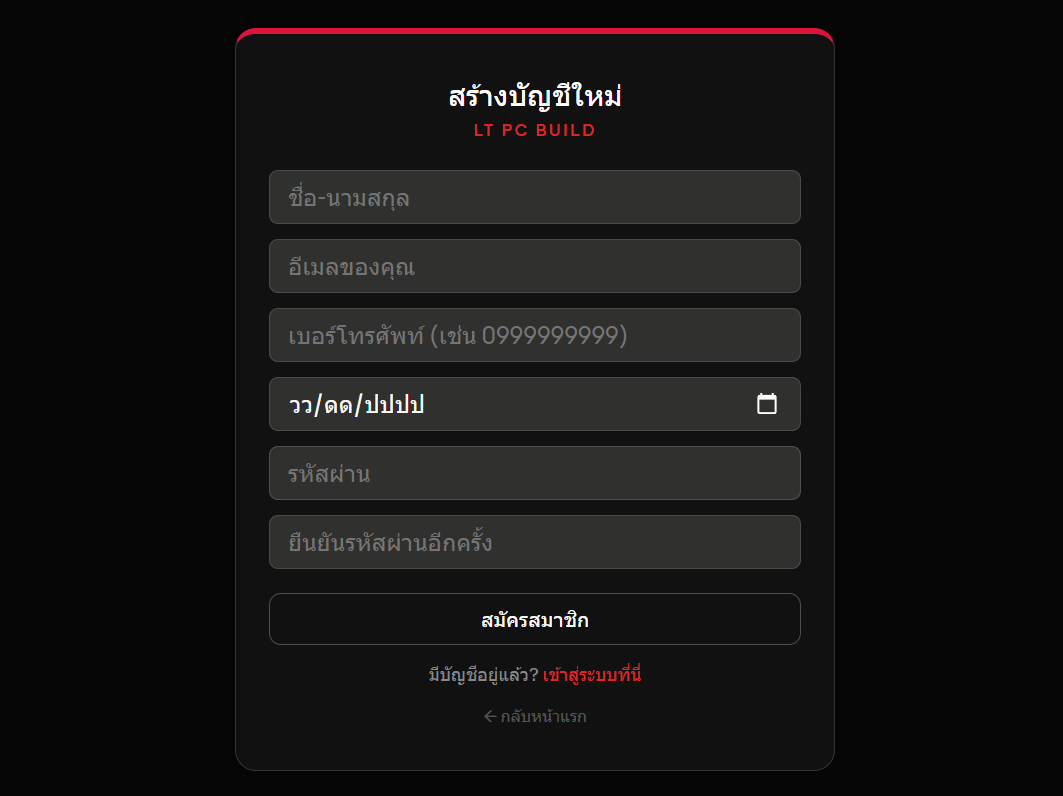 สร้างบัญชีใหม่
LT PC BUILD
ชื่อ-นามสกุล
อีเมลของคุณ
เบอร์โทรศัพท์ (เช่น 0999999999)
วว/ดด/ปปปป
รหัสผ่าน
ยืนยันรหัสผ่านอีกครั้ง
สมัครสมาชิก
มีบัญชีอยู่แล้ว? เข้าสู่ระบบที่นี่
← กลับหน้าแรก